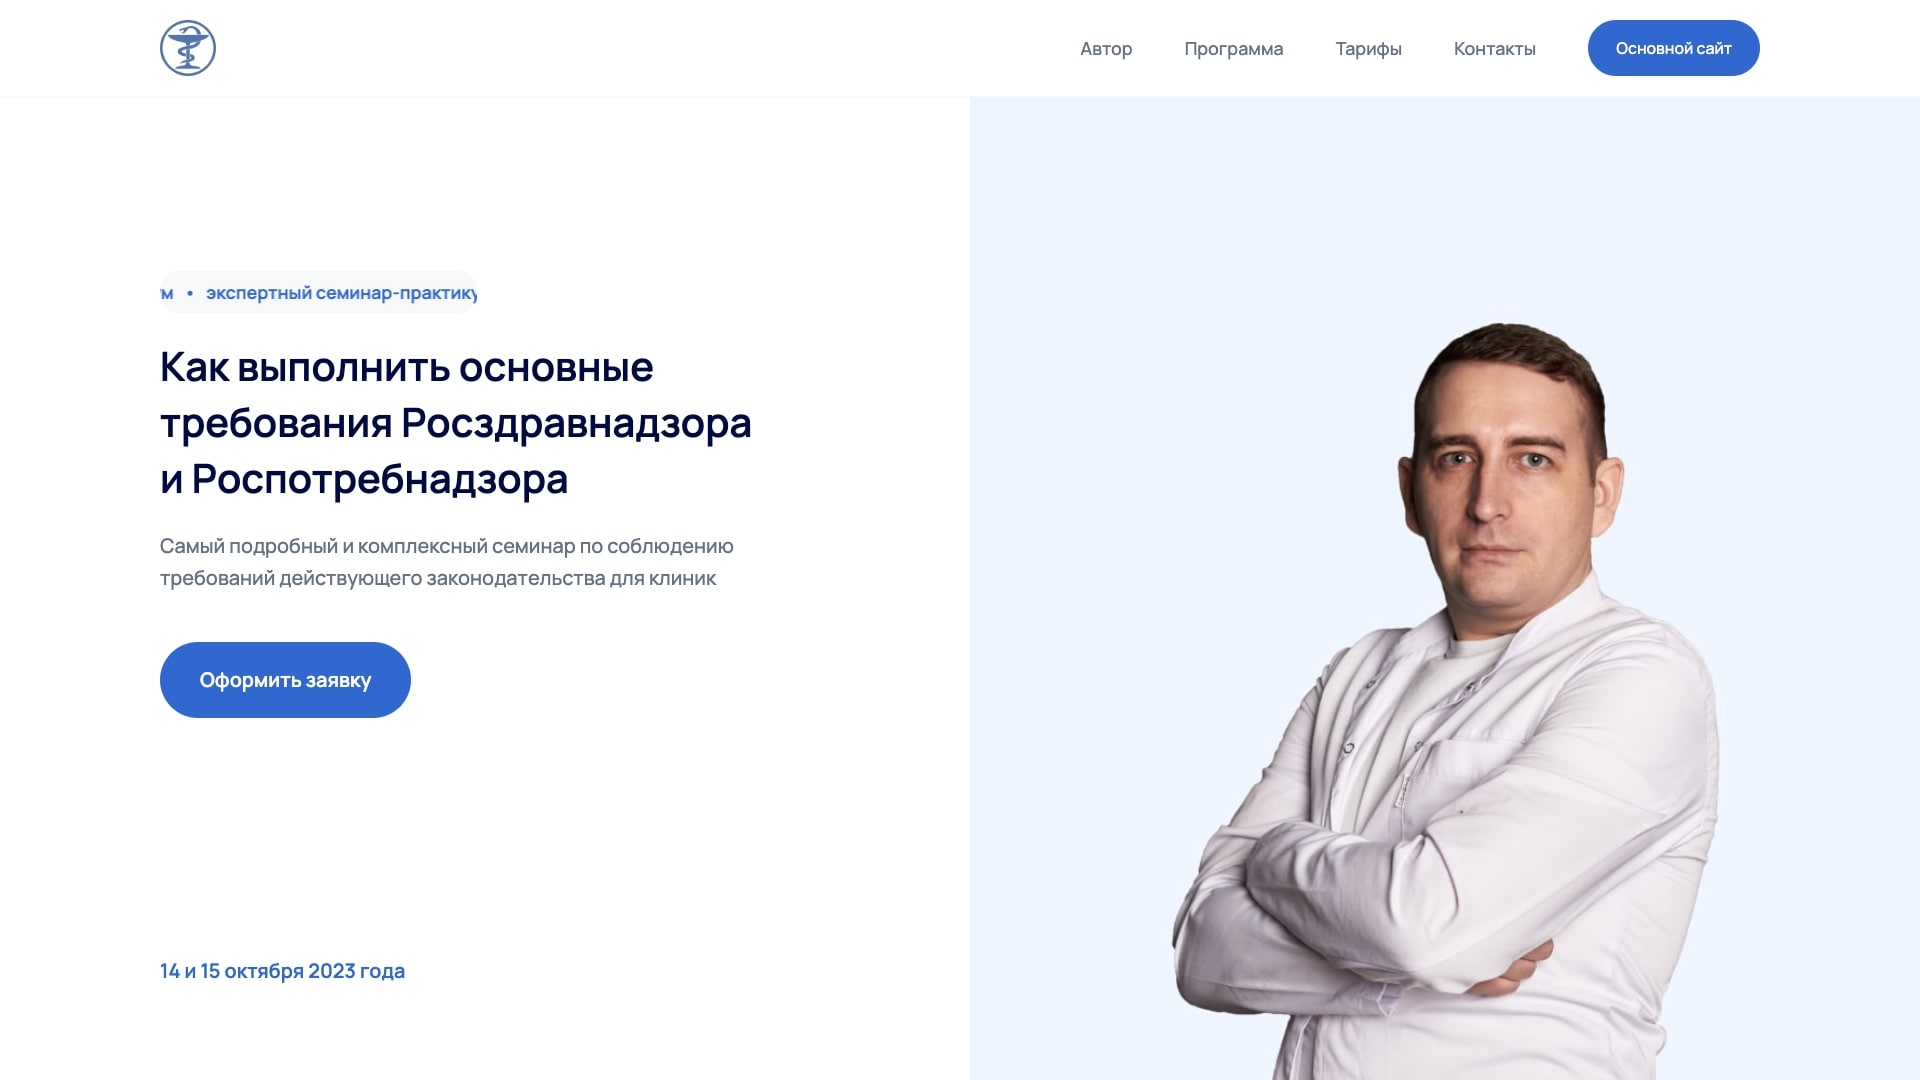 Автор
Программа
Тарифы
Контакты
Основной сайт
м • экспертный семинар-практику
Как выполнить основные
требования Росздравнадзора
и Роспотребнадзора
Самый подробный и комплексный семинар по соблюдению
требований действующего законодательства для клиник
Оформить заявку
14 и 15 октября 2023 года